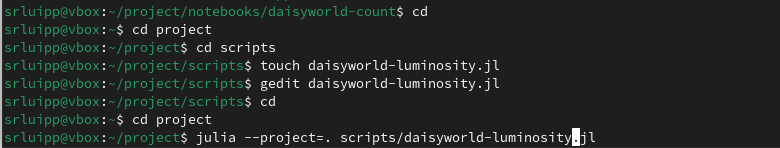 srluipp@vbox:~/project/notebooks/daisyworld-count$ cd
srluipp@vbox:~$ cd project
srluipp@vbox:~/project$ cd scripts
srluipp@vbox:~/project/scripts$ touch daisyworld-luminosity.jl
srluipp@vbox:~/project/scripts$ gedit daisyworld-luminosity.jl
srluipp@vbox:~/project/scripts$ cd
srluipp@vbox:~$ cd project
srluipp@vbox:~/project$ julia --project=. scripts/daisyworld-luminosity.jl